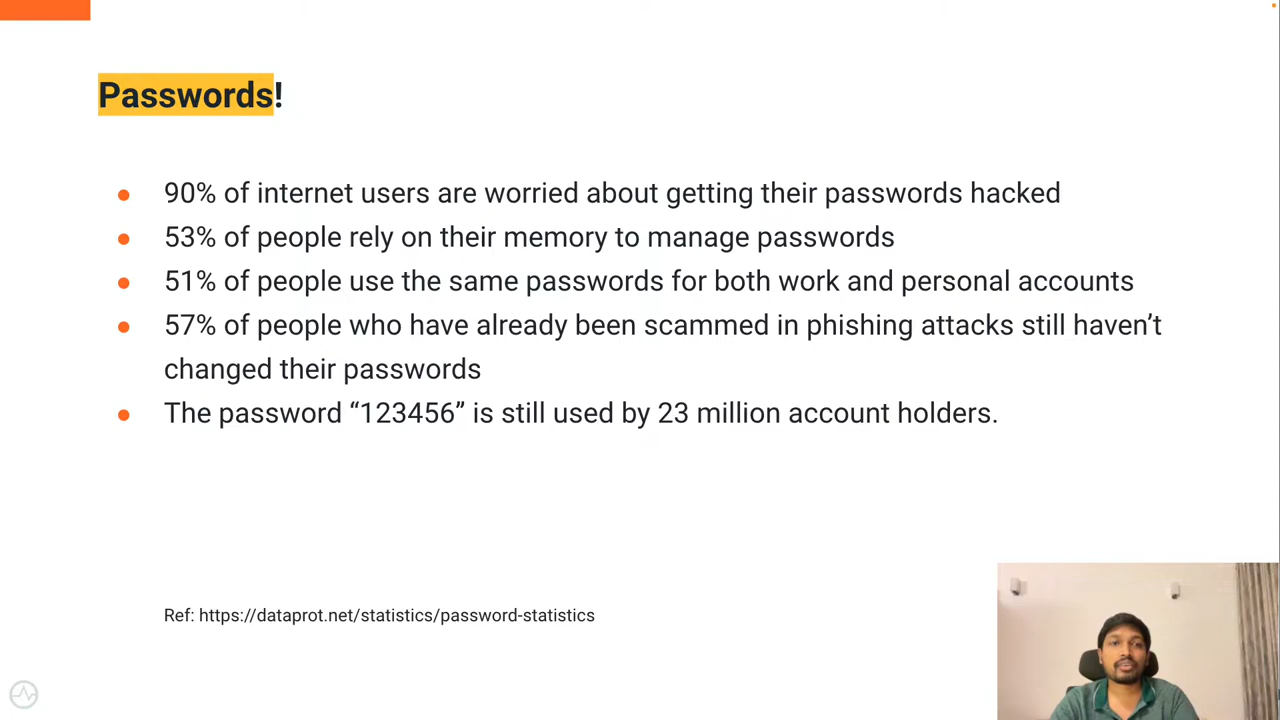 Passwords!
90% of internet users are worried about getting their passwords hacked
53% of people rely on their memory to manage passwords
51% of people use the same passwords for both work and personal accounts
57% of people who have already been scammed in phishing attacks still haven’t
changed their passwords
The password “123456” is still used by 23 million account holders.
Ref: https://dataprot.net/statistics/password-statistics